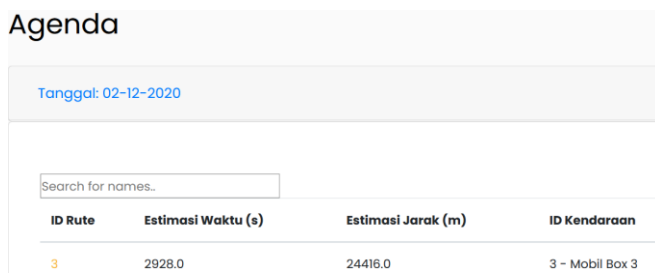 Agenda
Tanggal: 02-12-2020
Search for names..
ID Rute Estimasi Waktu (s) Estimasi Jarak (m) ID Kendaraan
3 2928.0 24416.0 3 - Mobil Box 3